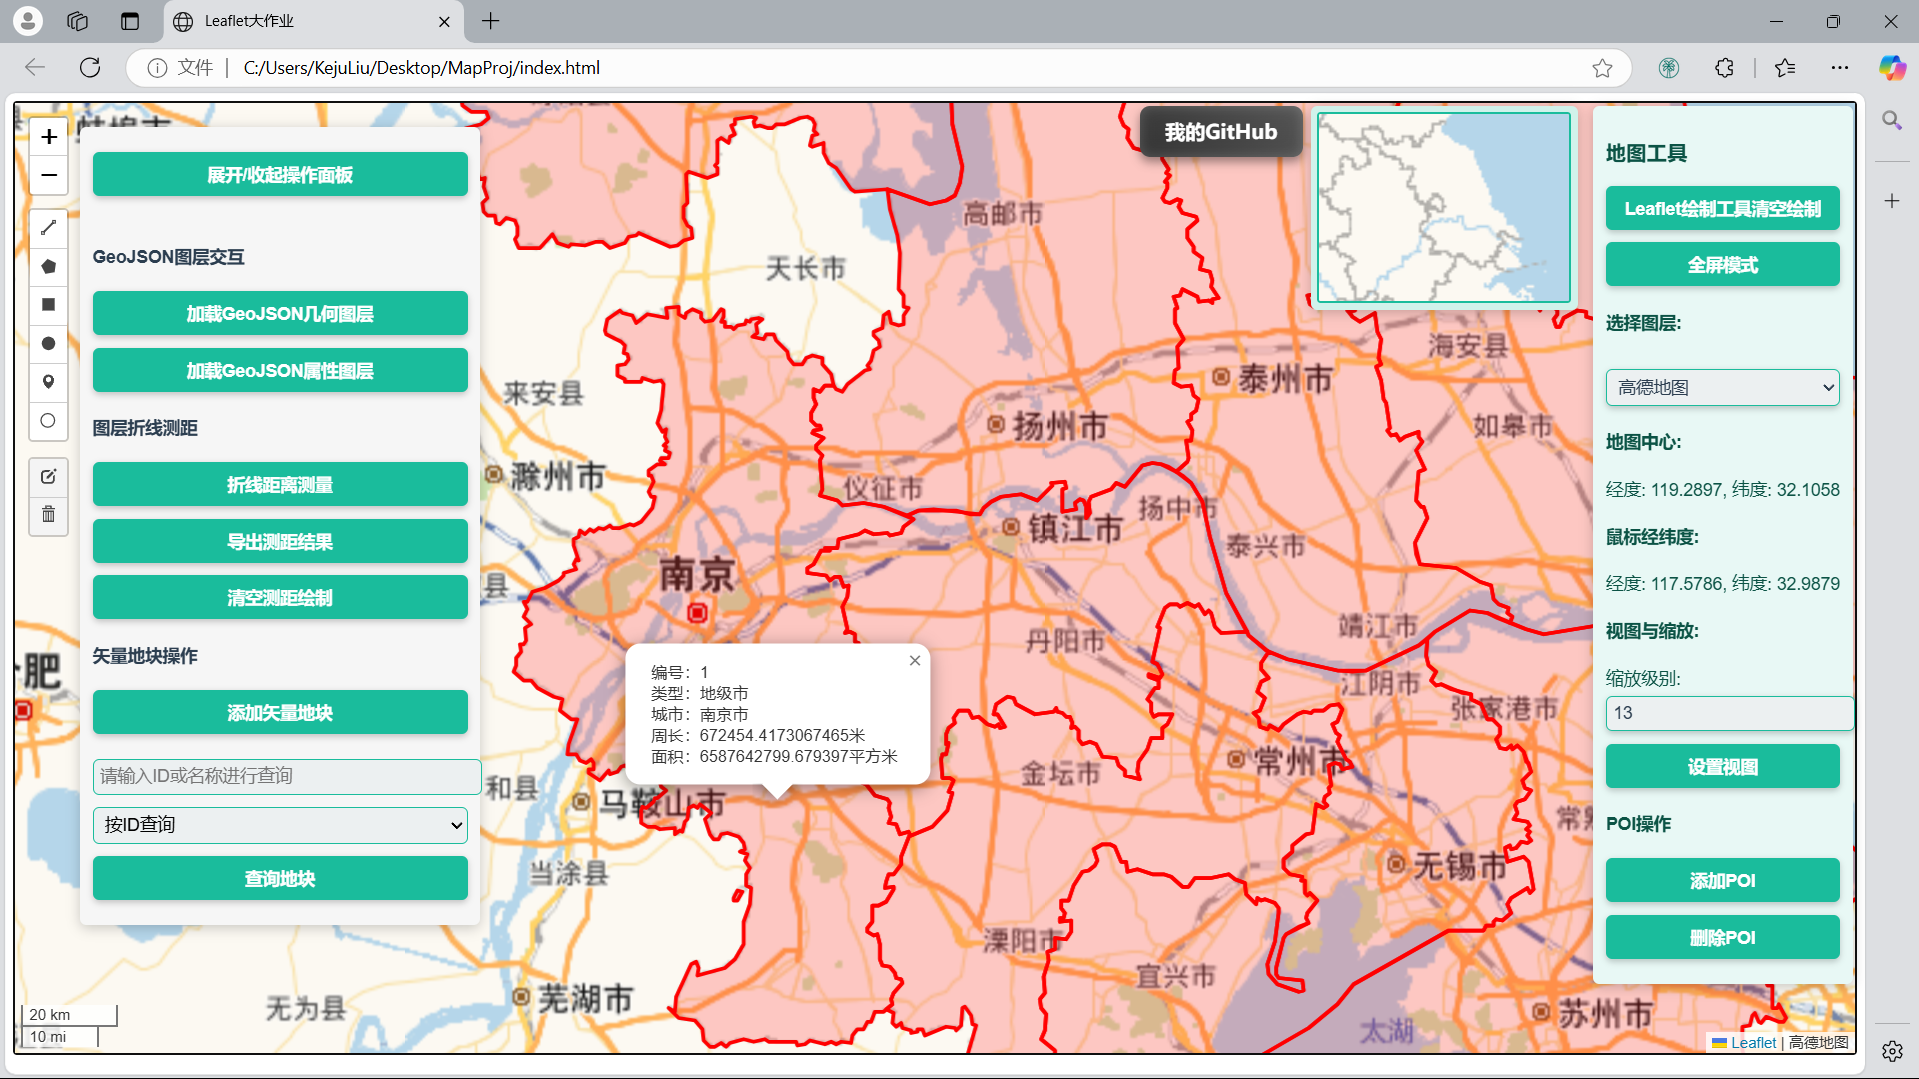 Leaflet大作业
文件
C:/Users/KejuLiu/Desktop/MapProj/index.html
+
−
展开/收起操作面板
GeoJSON图层交互
加载GeoJSON几何图层
加载GeoJSON属性图层
图层折线测距
折线距离测量
导出测距结果
清空测距绘制
矢量地块操作
添加矢量地块
请输入ID或名称进行查询
按ID查询
查询地块
我的GitHub
地图工具
Leaflet绘制工具清空绘制
全屏模式
选择图层:
高德地图
地图中心:
经度: 119.2897, 纬度: 32.1058
鼠标经纬度:
经度: 117.5786, 纬度: 32.9879
视图与缩放:
缩放级别:
13
设置视图
POI操作
添加POI
删除POI
高邮市
天长市
海安县
来安县
泰州市
扬州市
如皋市
滁州市
仪征市
扬中市
镇江市
泰兴市
南京
县
丹阳市
靖江市
肥
江阴市
张家港市
编号：1
类型：地级市
城市：南京市
周长：672454.4173067465米
面积：6587642799.679397平方米
常州市
金坛市
和县
马鞍山市
当涂县
无锡市
溧阳市
宜兴市
芜湖市
无为县
苏州市
太湖
20 km
10 mi
Leaflet | 高德地图